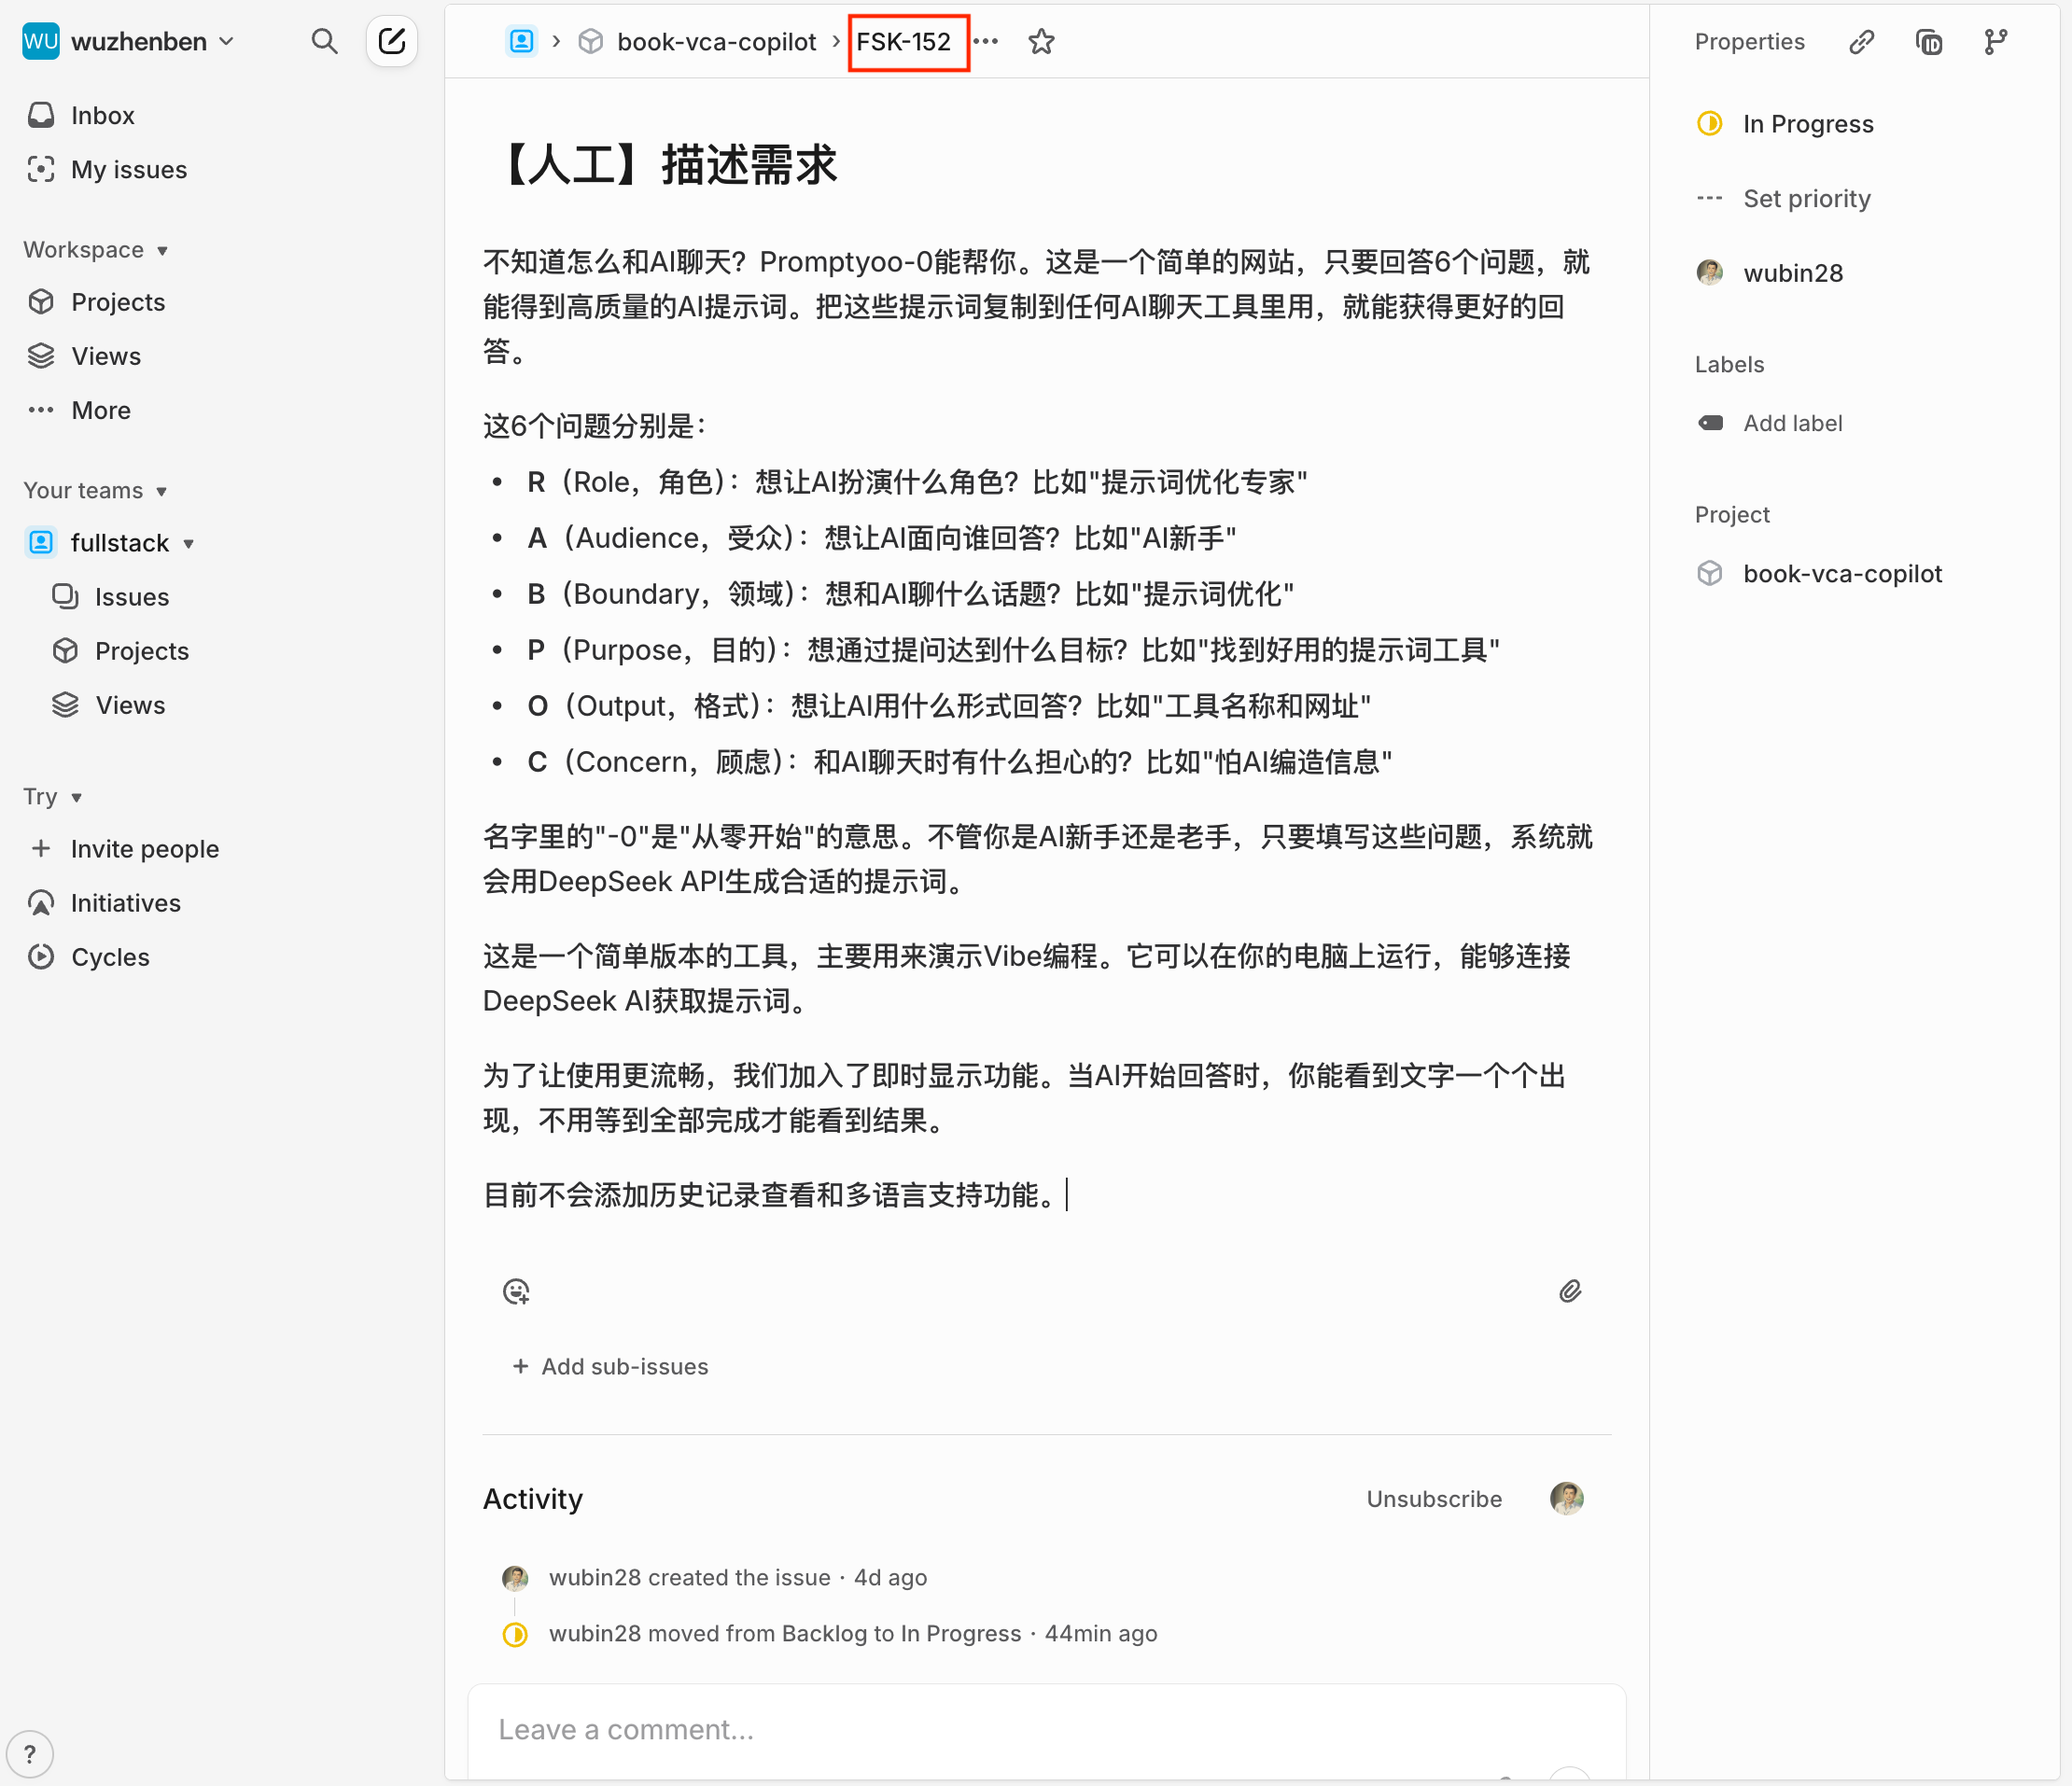 WU wuzhenben
Inbox
My issues
Workspace
Projects
Views
More
Your teams
fullstack
Issues
Projects
Views
Try
Invite people
Initiatives
Cycles
?
book-vca-copilot › FSK-152
【人工】描述需求
不知道怎么和AI聊天？Promptyoo-0能帮你。这是一个简单的网站，只要回答6个问题，就
能得到高质量的AI提示词。把这些提示词复制到任何AI聊天工具里用，就能获得更好的回
答。
这6个问题分别是：
• R（Role，角色）：想让AI扮演什么角色？比如"提示词优化专家"
• A（Audience，受众）：想让AI面向谁回答？比如"AI新手"
• B（Boundary，领域）：想和AI聊什么话题？比如"提示词优化"
• P（Purpose，目的）：想通过提问达到什么目标？比如"找到好用的提示词工具"
• O（Output，格式）：想让AI用什么形式回答？比如"工具名称和网址"
• C（Concern，顾虑）：和AI聊天时有什么担心的？比如"怕AI编造信息"
名字里的"-0"是"从零开始"的意思。不管你是AI新手还是老手，只要填写这些问题，系统就
会用DeepSeek API生成合适的提示词。
这是一个简单版本的工具，主要用来演示Vibe编程。它可以在你的电脑上运行，能够连接
DeepSeek AI获取提示词。
为了让使用更流畅，我们加入了即时显示功能。当AI开始回答时，你能看到文字一个个出
现，不用等到全部完成才能看到结果。
目前不会添加历史记录查看和多语言支持功能。
+ Add sub-issues
Activity
Unsubscribe
wubin28 created the issue · 4d ago
wubin28 moved from Backlog to In Progress · 44min ago
Leave a comment...
Properties
In Progress
Set priority
wubin28
Labels
Add label
Project
book-vca-copilot